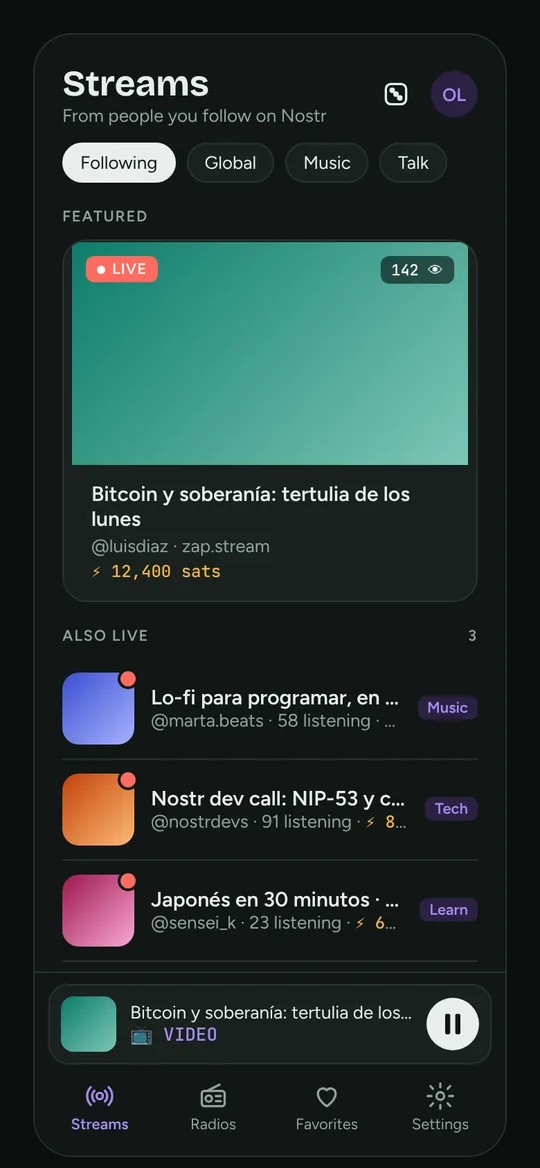 Streams
From people you follow on Nostr
OL
Following
Global
Music
Talk
FEATURED
LIVE
142
Bitcoin y soberanía: tertulia de los
lunes
@luisdiaz · zap.stream
⚡ 12,400 sats
ALSO LIVE
3
Lo-fi para programar, en ...
@marta.beats · 58 listening · ...
Music
Nostr dev call: NIP-53 y c...
@nostrdevs · 91 listening · ⚡ 8...
Tech
Japonés en 30 minutos · ...
@sensei_k · 23 listening · ⚡ 6...
Learn
Bitcoin y soberanía: tertulia de los...
📺 VIDEO
Streams
Radios
Favorites
Settings